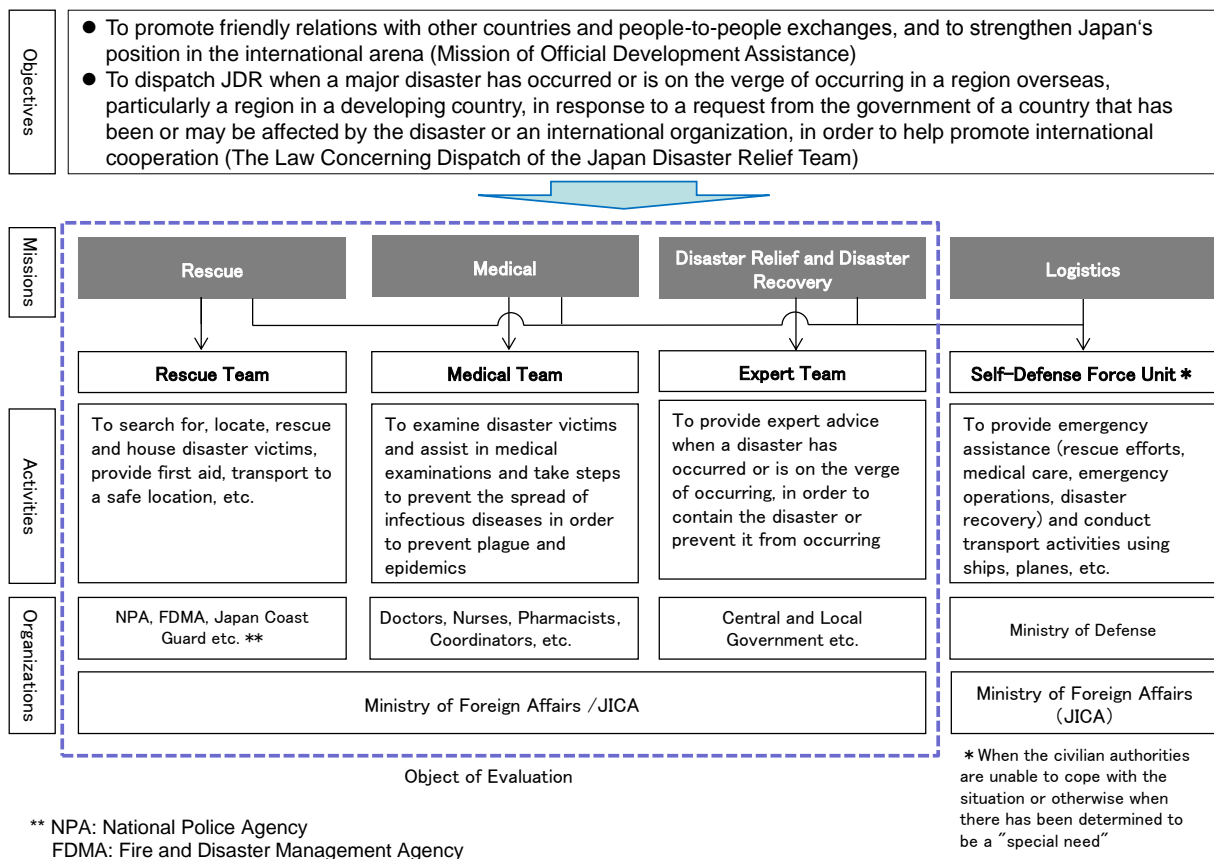 Objectives
● To promote friendly relations with other countries and people-to-people exchanges, and to strengthen Japan‘s
position in the international arena (Mission of Official Development Assistance)
● To dispatch JDR when a major disaster has occurred or is on the verge of occurring in a region overseas,
particularly a region in a developing country, in response to a request from the government of a country that has
been or may be affected by the disaster or an international organization, in order to help promote international
cooperation (The Law Concerning Dispatch of the Japan Disaster Relief Team)
Missions
Rescue
Medical
Disaster Relief and Disaster
Recovery
Logistics
Rescue Team
Medical Team
Expert Team
Self-Defense Force Unit *
Activities
To search for, locate, rescue
and house disaster victims,
provide first aid, transport to
a safe location, etc.
To examine disaster victims
and assist in medical
examinations and take steps
to prevent the spread of
infectious diseases in order
to prevent plague and
epidemics
To provide expert advice
when a disaster has
occurred or is on the verge
of occurring, in order to
contain the disaster or
prevent it from occurring
To provide emergency
assistance (rescue efforts,
medical care, emergency
operations, disaster
recovery) and conduct
transport activities using
ships, planes, etc.
Organizations
NPA, FDMA, Japan Coast
Guard etc. **
Doctors, Nurses, Pharmacists,
Coordinators, etc.
Central and Local
Government etc.
Ministry of Defense
Ministry of Foreign Affairs /JICA
Ministry of Foreign Affairs
(JICA)
Object of Evaluation
* When the civilian authorities
are unable to cope with the
situation or otherwise when
there has been determined to
be a "special need"
** NPA: National Police Agency
FDMA: Fire and Disaster Management Agency